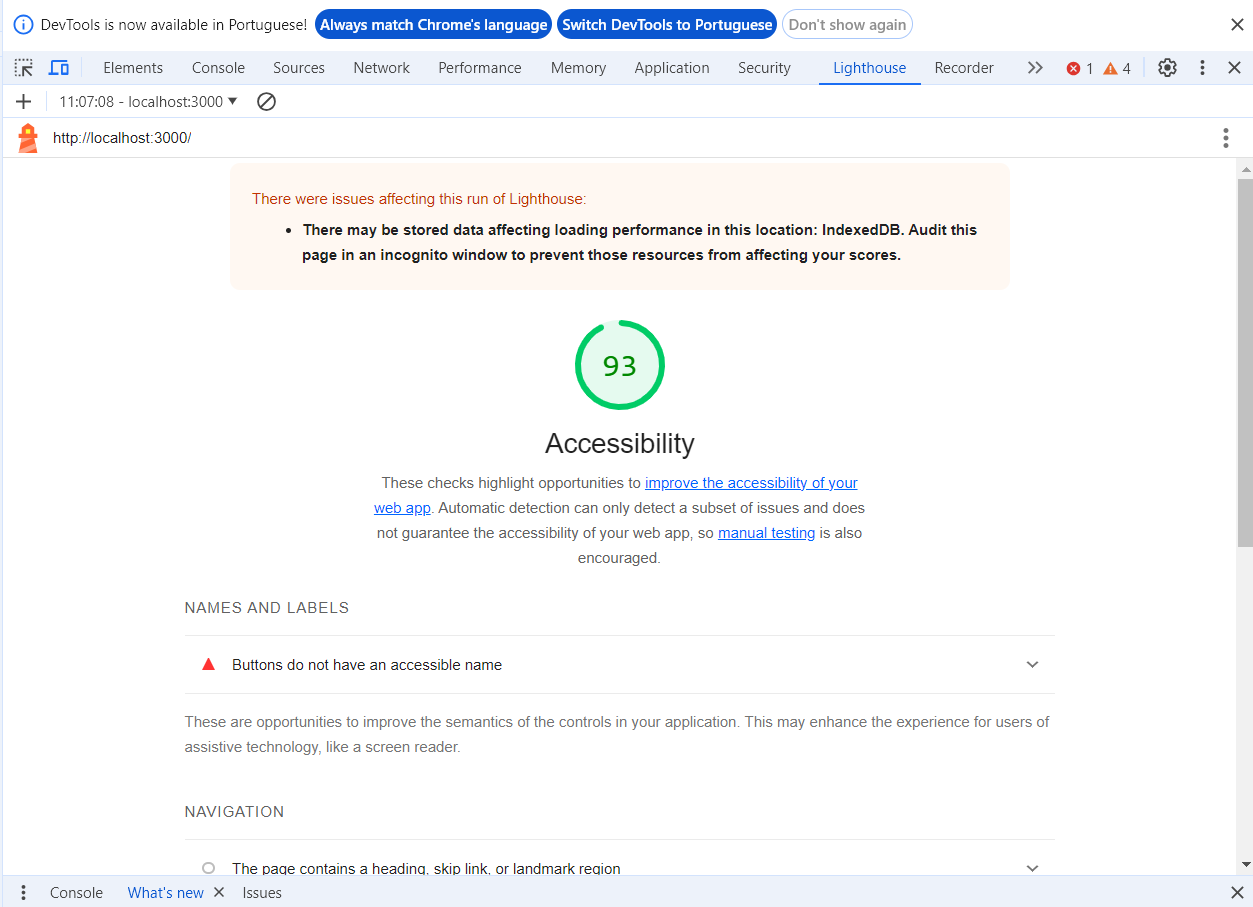 DevTools is now available in Portuguese! Always match Chrome's language Switch DevTools to Portuguese Don't show again
Elements Console Sources Network Performance Memory Application Security Lighthouse Recorder 1 4
11:07:08 - localhost:3000
http://localhost:3000/
There were issues affecting this run of Lighthouse:
• There may be stored data affecting loading performance in this location: IndexedDB. Audit this
page in an incognito window to prevent those resources from affecting your scores.
93
Accessibility
These checks highlight opportunities to improve the accessibility of your
web app. Automatic detection can only detect a subset of issues and does
not guarantee the accessibility of your web app, so manual testing is also
encouraged.
NAMES AND LABELS
Buttons do not have an accessible name
These are opportunities to improve the semantics of the controls in your application. This may enhance the experience for users of
assistive technology, like a screen reader.
NAVIGATION
The page contains a heading, skip link, or landmark region
Console What's new Issues